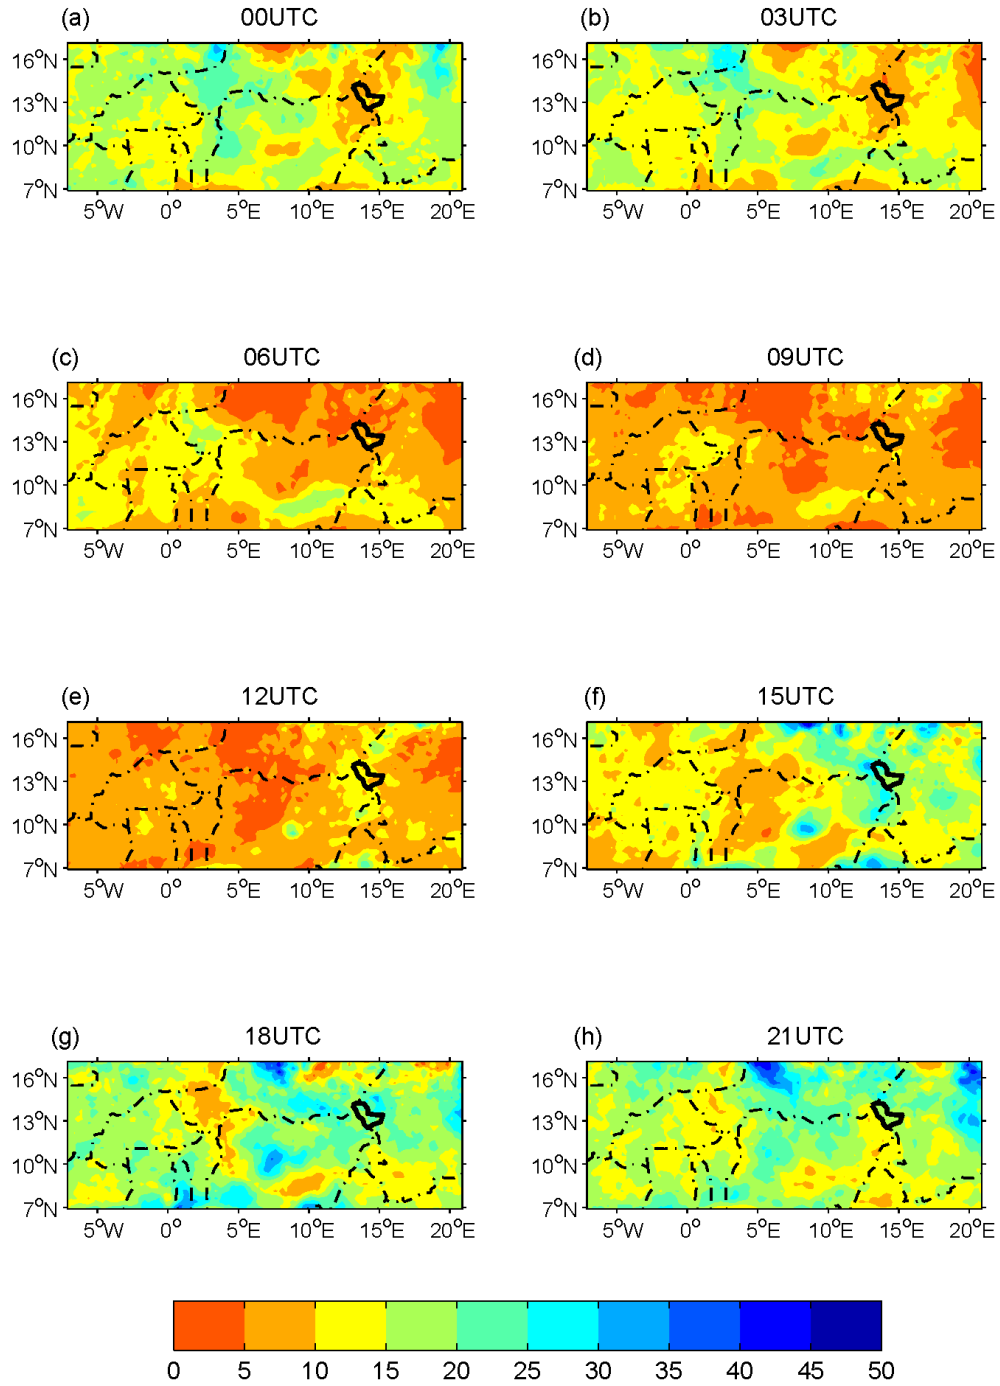 (a) 00UTC
(b) 03UTC
16°N
13°N
10°N
7°N
5°W 0° 5°E 10°E 15°E 20°E
16°N
13°N
10°N
7°N
5°W 0° 5°E 10°E 15°E 20°E
(c) 06UTC
(d) 09UTC
16°N
13°N
10°N
7°N
5°W 0° 5°E 10°E 15°E 20°E
16°N
13°N
10°N
7°N
5°W 0° 5°E 10°E 15°E 20°E
(e) 12UTC
(f) 15UTC
16°N
13°N
10°N
7°N
5°W 0° 5°E 10°E 15°E 20°E
16°N
13°N
10°N
7°N
5°W 0° 5°E 10°E 15°E 20°E
(g) 18UTC
(h) 21UTC
16°N
13°N
10°N
7°N
5°W 0° 5°E 10°E 15°E 20°E
16°N
13°N
10°N
7°N
5°W 0° 5°E 10°E 15°E 20°E
0 5 10 15 20 25 30 35 40 45 50